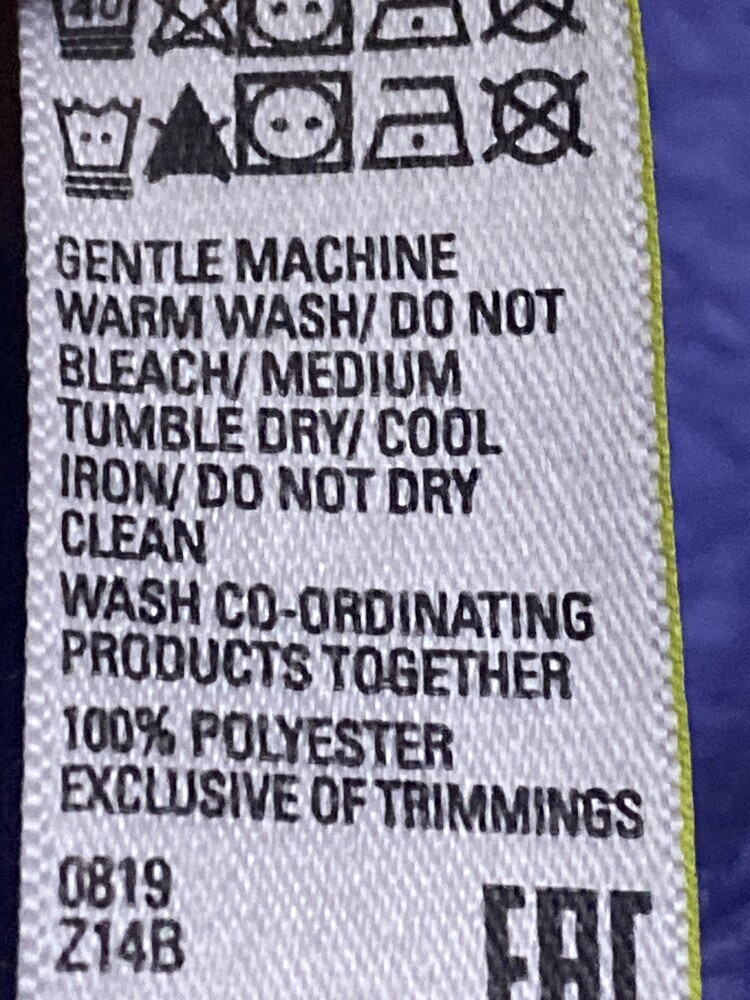 40
GENTLE MACHINE
WARM WASH/ DO NOT
BLEACH/ MEDIUM
TUMBLE DRY/ COOL
IRON/ DO NOT DRY
CLEAN
WASH CO-ORDINATING
PRODUCTS TOGETHER
100% POLYESTER
EXCLUSIVE OF TRIMMINGS
0819
Z14B
EAC